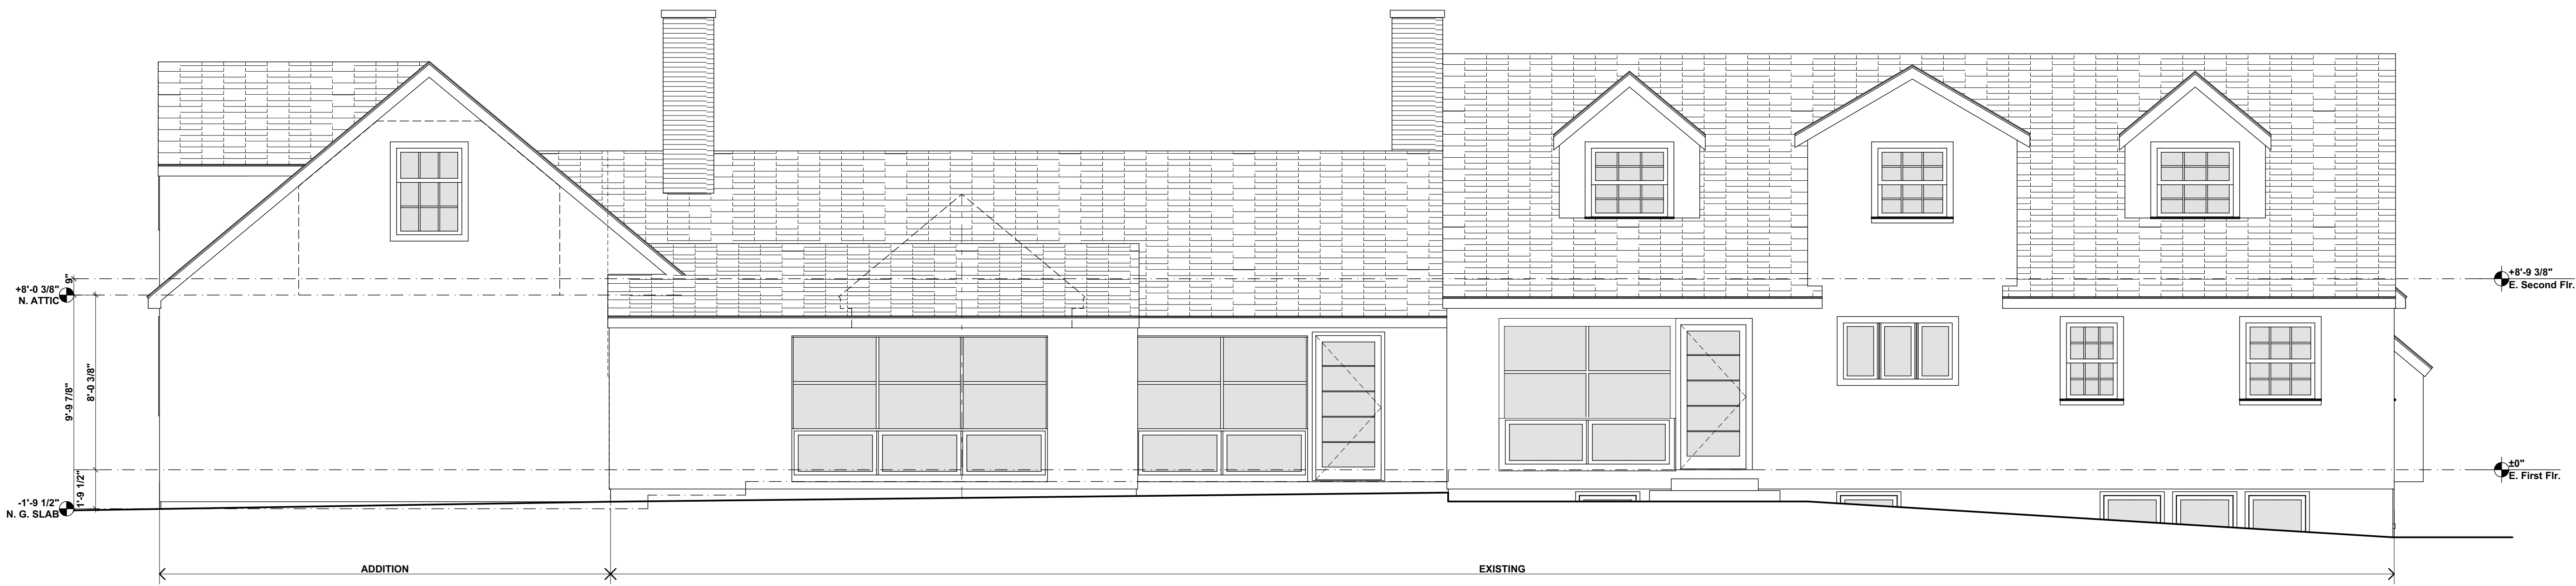 9"
+8'-0 3/8"
N. ATTIC
+8'-9 3/8"
E. Second Flr.
8'-0 3/8"
9'-9 7/8"
1'-9 1/2"
±0"
E. First Flr.
-1'-9 1/2"
N. G. SLAB
ADDITION
EXISTING